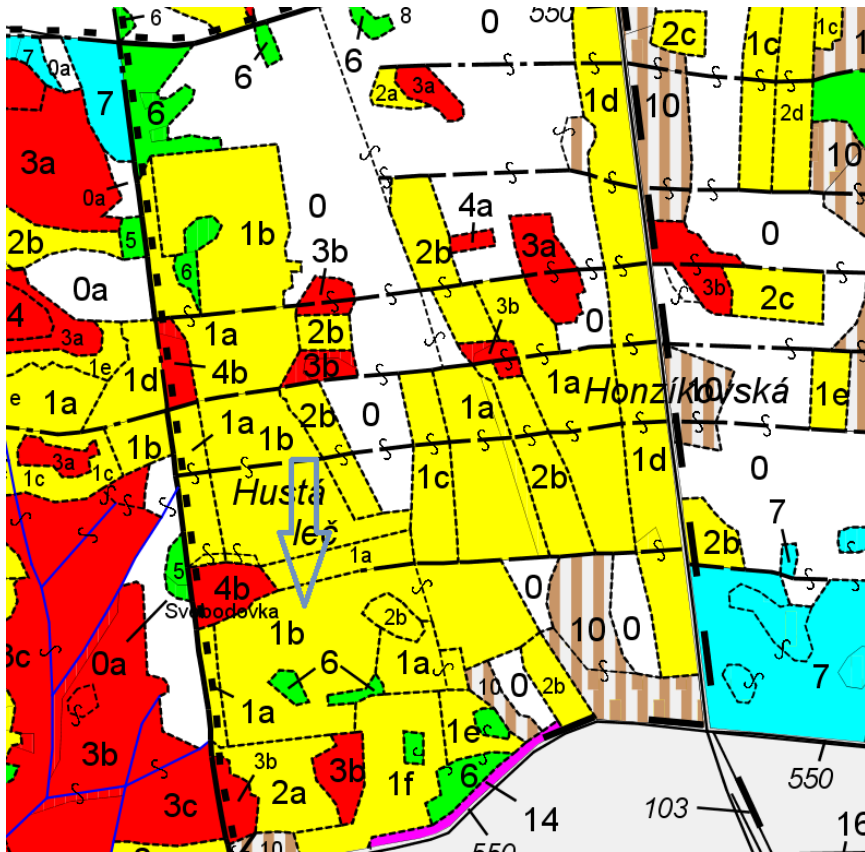 6
8
0
550
2c
1c
1c
1
7
0a
6
6
2a
3a
1d
10
2d
7
6
3a
10
0a
0
4a
0
2b
5
1b
2b
3a
3b
6
0a
3b
2c
4
3b
0
3a
1a
2b
1e
1d
4b
3b
1a
Honzíkovská
10
1e
e
1a
1a
2b
0
1a
1b
1b
3a
1c
1c
1c
2b
1d
0
Hustá
leč
7
1a
2b
5
4b
0
Svobodovka
2b
1b
10
0
3c
0a
6
1a
7
10
0
2b
1a
1e
3b
3b
3b
2a
1f
6
550
3c
14
103
16
10
550